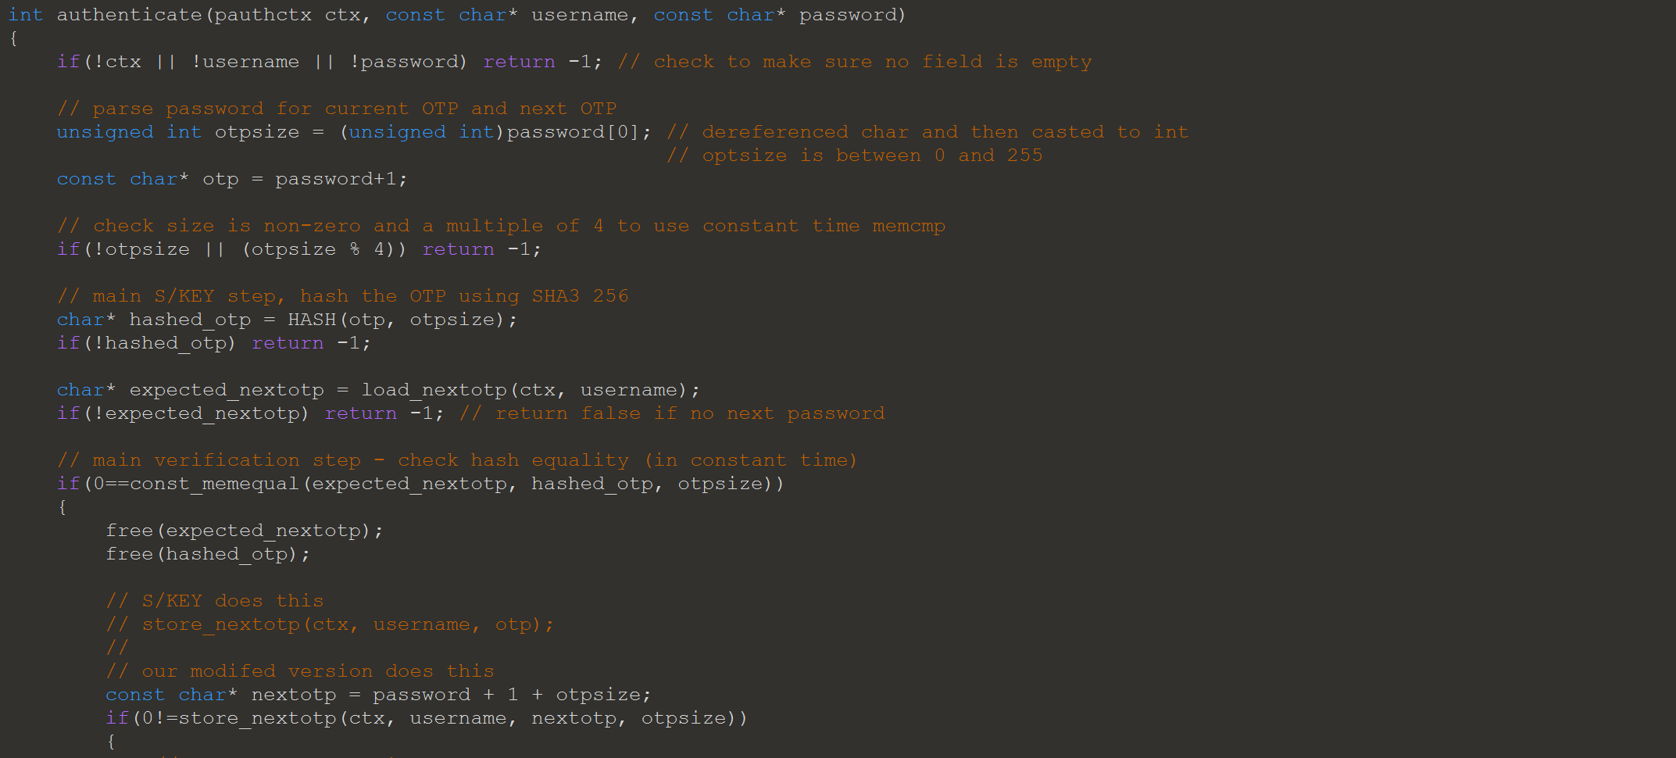 int authenticate(pauthctx ctx, const char* username, const char* password)
{
    if(!ctx || !username || !password) return -1; // check to make sure no field is empty

    // parse password for current OTP and next OTP
    unsigned int otpsize = (unsigned int)password[0]; // dereferenced char and then casted to int
                                                      // optsize is between 0 and 255
    const char* otp = password+1;

    // check size is non-zero and a multiple of 4 to use constant time memcmp
    if(!otpsize || (otpsize % 4)) return -1;

    // main S/KEY step, hash the OTP using SHA3 256
    char* hashed_otp = HASH(otp, otpsize);
    if(!hashed_otp) return -1;

    char* expected_nextotp = load_nextotp(ctx, username);
    if(!expected_nextotp) return -1; // return false if no next password

    // main verification step - check hash equality (in constant time)
    if(0==const_memequal(expected_nextotp, hashed_otp, otpsize))
    {
        free(expected_nextotp);
        free(hashed_otp);

        // S/KEY does this
        // store_nextotp(ctx, username, otp);
        //
        // our modifed version does this
        const char* nextotp = password + 1 + otpsize;
        if(0!=store_nextotp(ctx, username, nextotp, otpsize))
        {